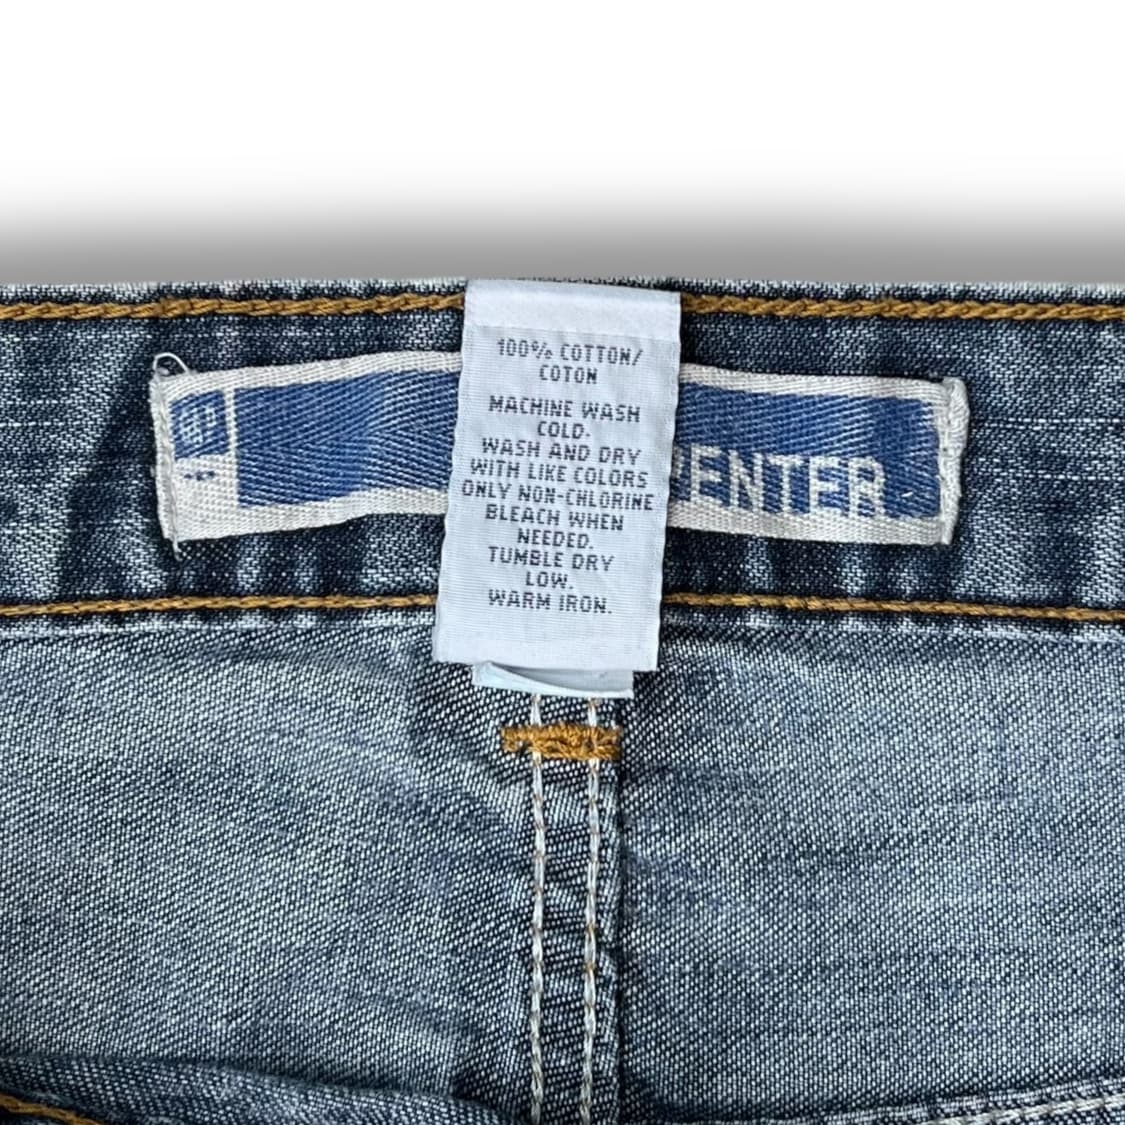 100% COTTON/
COTON
MACHINE WASH
COLD.
WASH AND DRY
WITH LIKE COLORS
ONLY NON-CHLORINE
BLEACH WHEN
NEEDED.
TUMBLE DRY
LOW.
WARM IRON.
ENTER